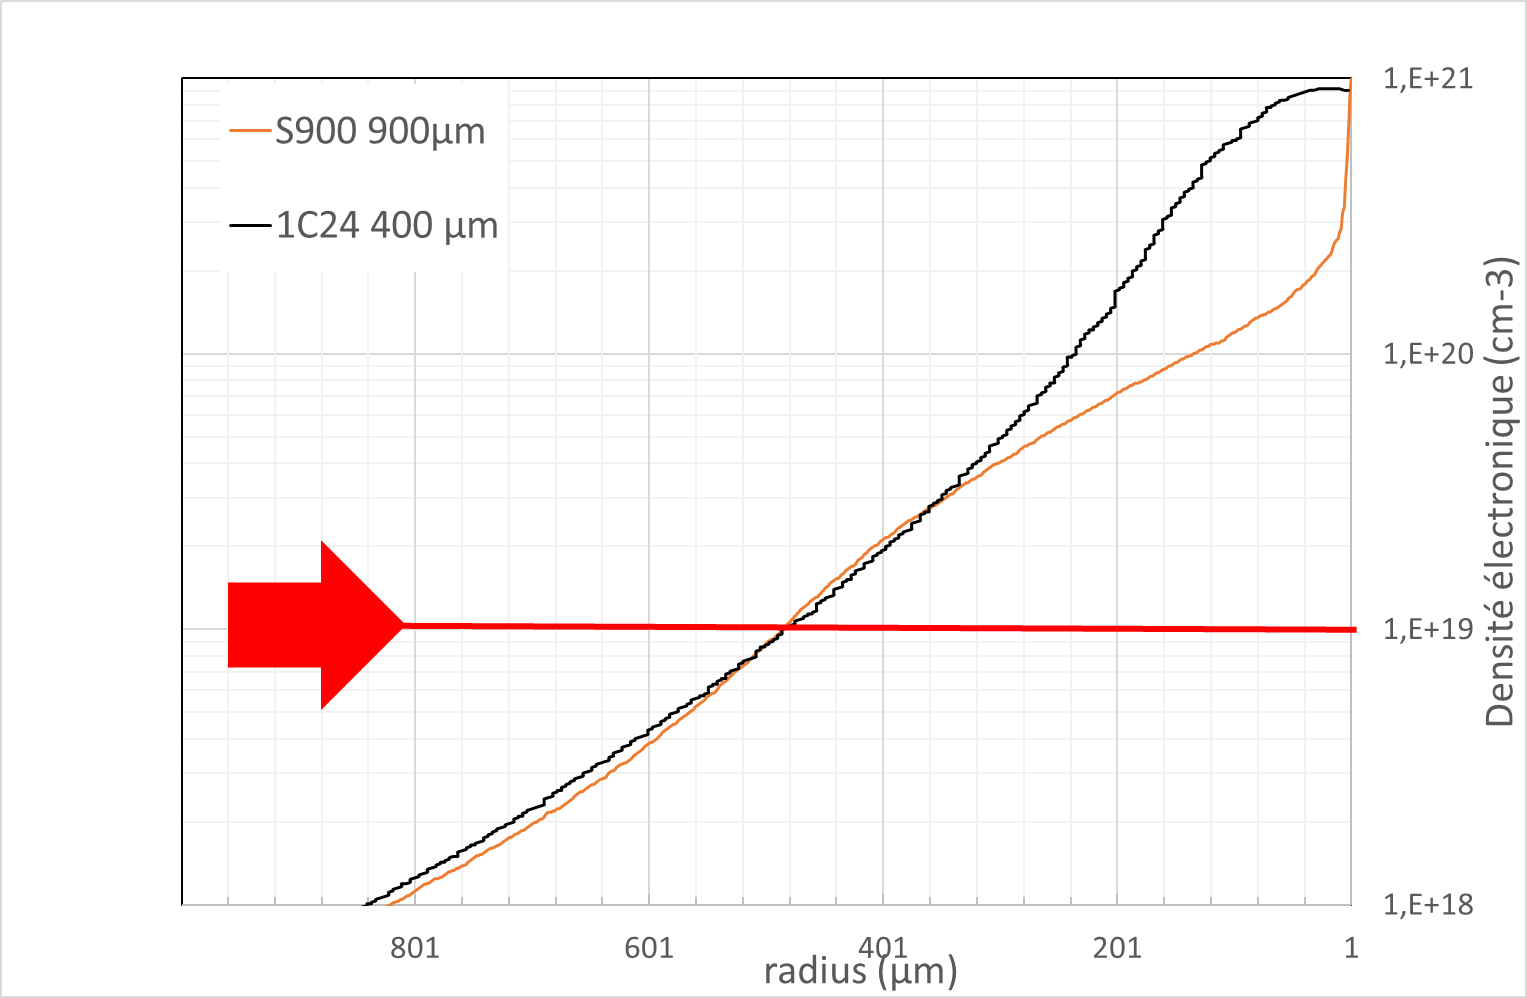 S900 900µm
1C24 400 µm
1,E+21
1,E+20
1,E+19
1,E+18
Densité électronique (cm-3)
801
601
401
201
1
radius (µm)